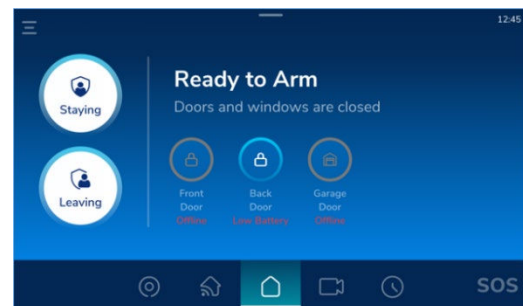 12:45
Staying
Leaving
Ready to Arm
Doors and windows are closed
Front
Door
Offline
Back
Door
Low Battery
Garage
Door
Offline
SOS